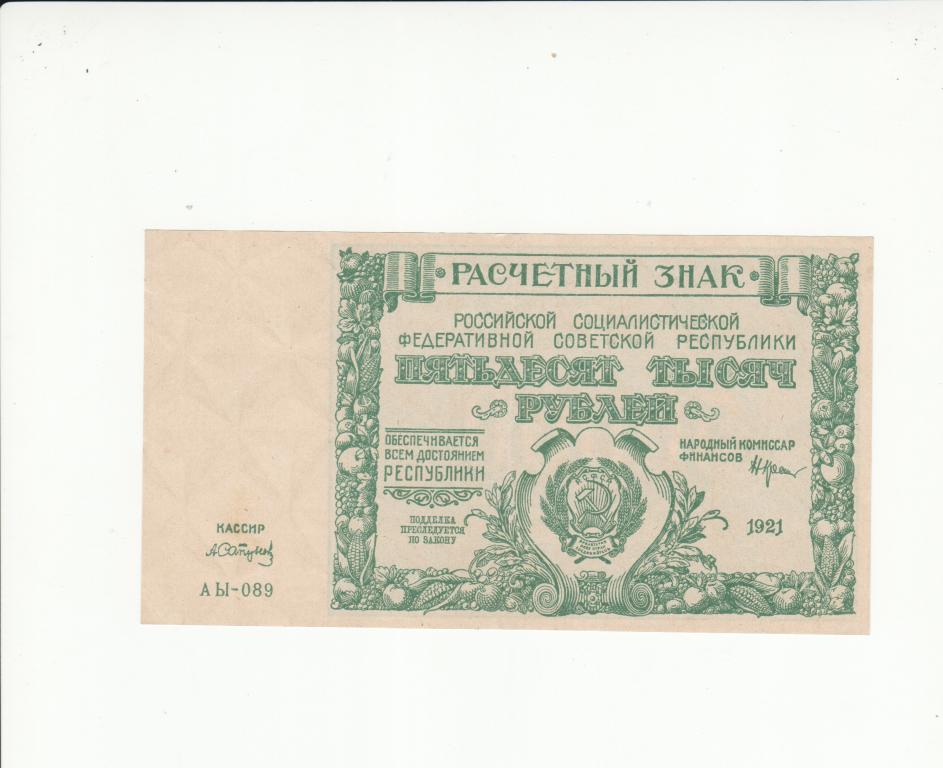 РАСЧЕТНЫЙ ЗНАК
РОССИЙСКОЙ СОЦИАЛИСТИЧЕСКОЙ
ФЕДЕРАТИВНОЙ СОВЕТСКОЙ РЕСПУБЛИКИ
ПЯТЬДЕСЯТ ТЫСЯЧ
РУБЛЕЙ
ОБЕСПЕЧИВАЕТСЯ
ВСЕМ ДОСТОЯНИЕМ
РЕСПУБЛИКИ
ПОДДЕЛКА
ПРЕСЛЕДУЕТСЯ
ПО ЗАКОНУ
НАРОДНЫЙ КОМИССАР
ФИНАНСОВ
1921
КАССИР
АЫ-089